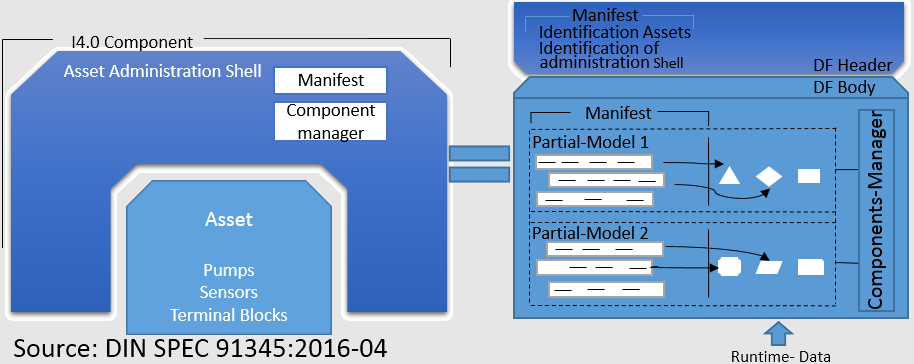 I4.0 Component
Asset Administration Shell
Manifest
Component
manager
Asset
Pumps
Sensors
Terminal Blocks
Source: DIN SPEC 91345:2016-04
Manifest
Identification Assets
Identification of
administration Shell
DF Header
DF Body
Manifest
Partial-Model 1
Partial-Model 2
Components-Manager
Runtime- Data